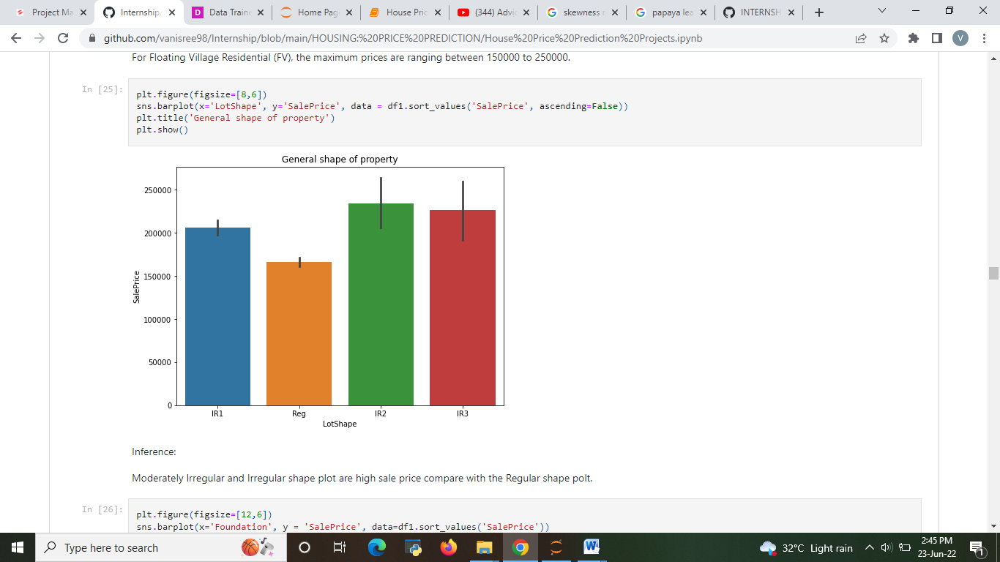 Project Ma
Internship/
Data Traine
Home Pag
House Pric
(344) Advic
skewness r
papaya lea
INTERNSH
github.com/vanisree98/Internship/blob/main/HOUSING:%20PRICE%20PREDICTION/House%20Price%20Prediction%20Projects.ipynb
V
For Floating Village Residential (FV), the maximum prices are ranging between 150000 to 250000.
In [25]:
plt.figure(figsize=[8,6])
sns.barplot(x='LotShape', y='SalePrice', data = df1.sort_values('SalePrice', ascending=False))
plt.title('General shape of property')
plt.show()
General shape of property
250000
200000
150000
100000
50000
0
SalePrice
IR1 Reg IR2 IR3
LotShape
Inference:
Moderately Irregular and Irregular shape plot are high sale price compare with the Regular shape polt.
In [26]:
plt.figure(figsize=[12,6])
sns.barplot(x='Foundation', y = 'SalePrice', data=df1.sort_values('SalePrice'))
Type here to search
32°C Light rain
2:45 PM
23-Jun-22
1